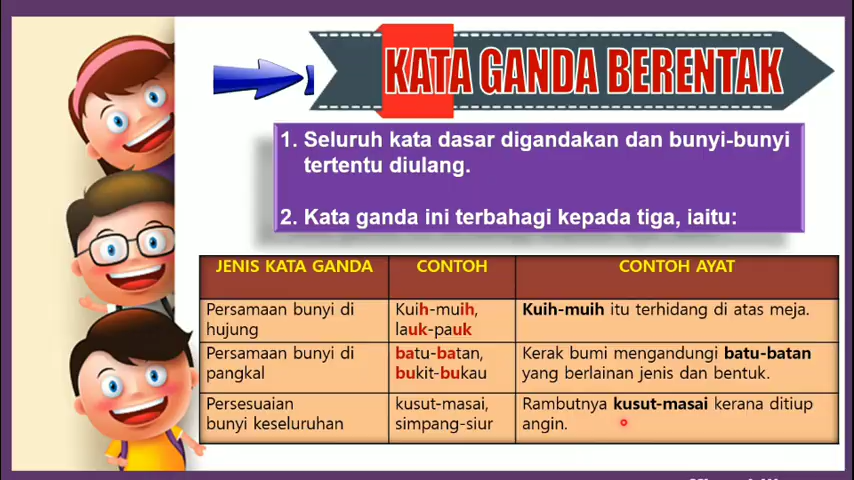 KATA GANDA BERENTAK
1. Seluruh kata dasar digandakan dan bunyi-bunyi
tertentu diulang.
2. Kata ganda ini terbahagi kepada tiga, iaitu:
JENIS KATA GANDA CONTOH CONTOH AYAT
Persamaan bunyi di hujung
Kuih-muih,
lauk-pauk
Kuih-muih itu terhidang di atas meja.
Persamaan bunyi di pangkal
batu-batan,
bukit-bukau
Kerak bumi mengandungi batu-batan
yang berlainan jenis dan bentuk.
Persesuaian
bunyi keseluruhan
kusut-masai,
simpang-siur
Rambutnya kusut-masai kerana ditiup
angin.